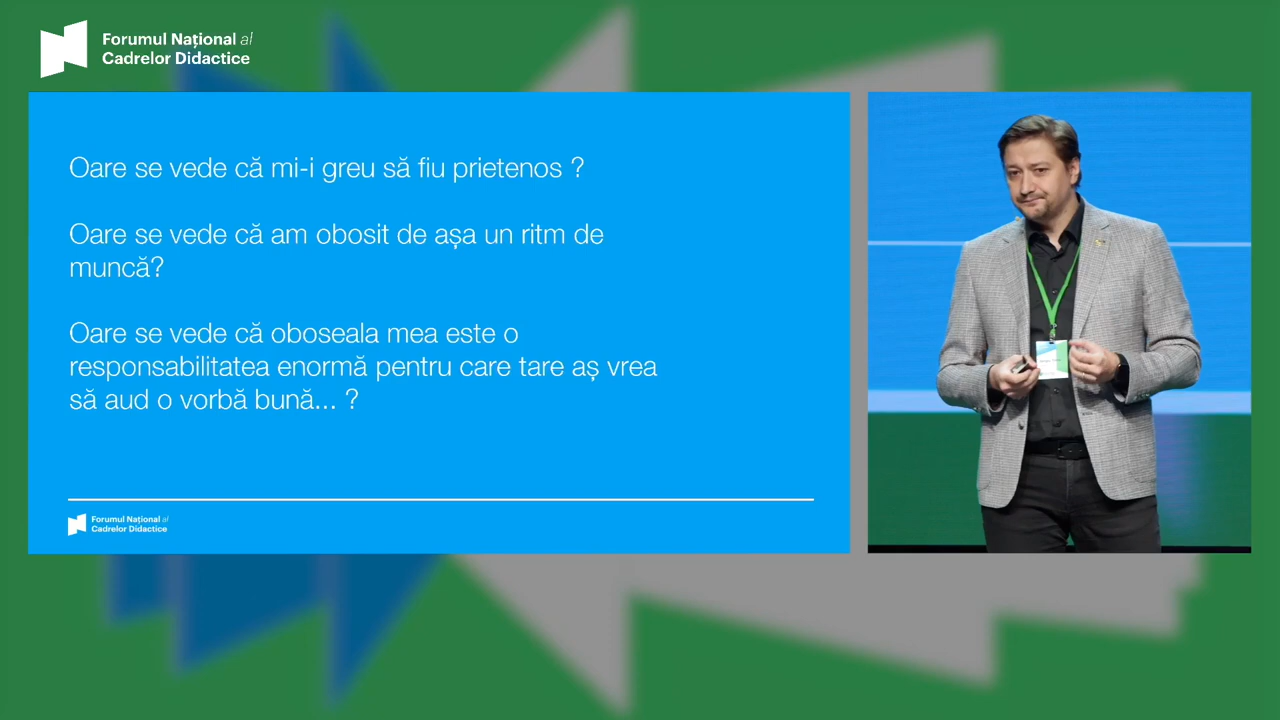 Forumul Național al
Cadrelor Didactice
Oare se vede că mi-i greu să fiu prietenos ?
Oare se vede că am obosit de așa un ritm de
muncă?
Oare se vede că oboseala mea este o
responsabilitatea enormă pentru care tare aș vrea
să aud o vorbă bună... ?
Forumul Național al
Cadrelor Didactice